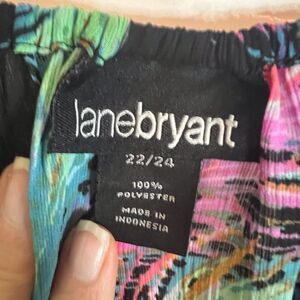 lanebryant
22/24
100%
POLYESTER
MADE IN
INDONESIA